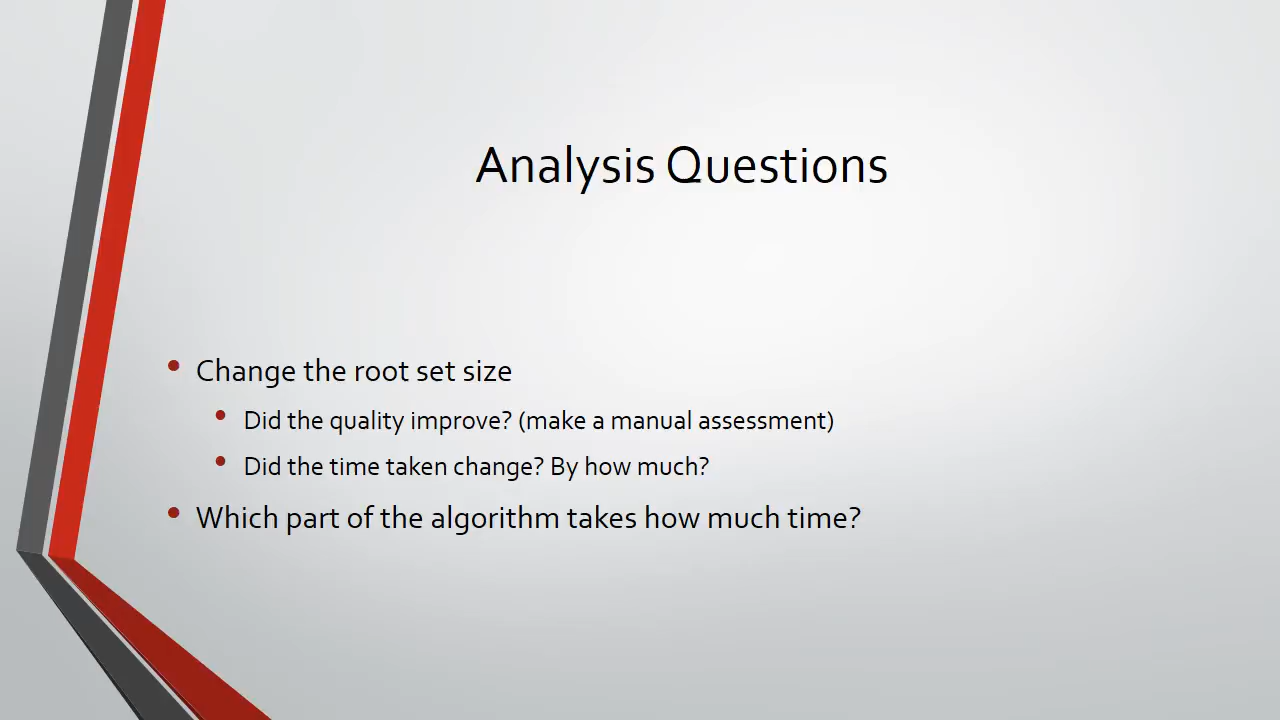 Analysis Questions
• Change the root set size
• Did the quality improve? (make a manual assessment)
• Did the time taken change? By how much?
• Which part of the algorithm takes how much time?